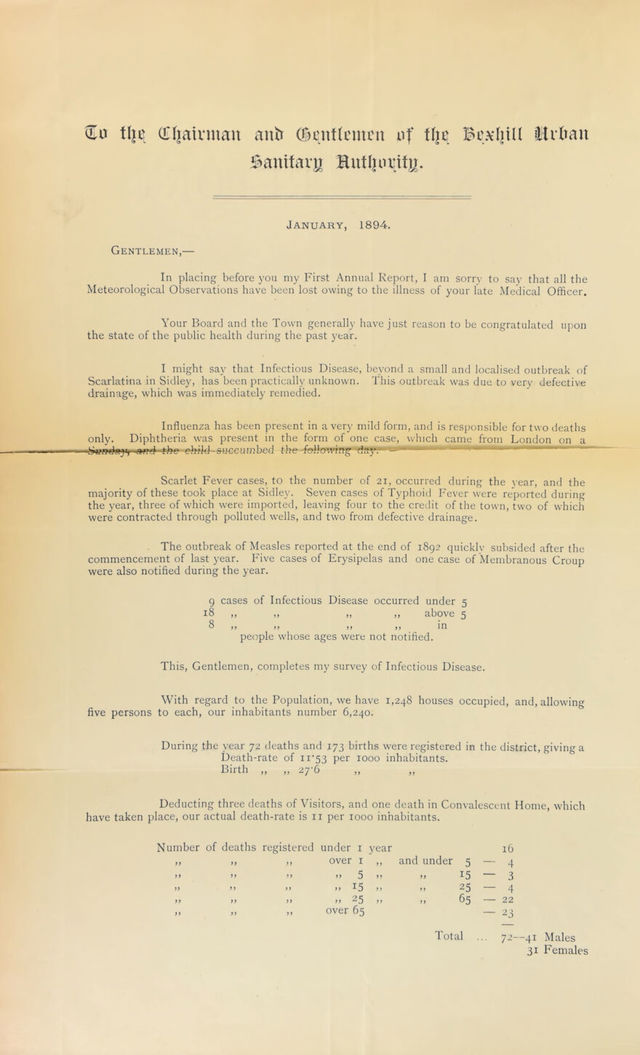 To the Chairman and Gentlemen of the Bexhill Urban
Sanitary Authority.
January, 1894.
Gentlemen,—
In placing before you my First Annual Report, I am sorry to say that all the
Meteorological Observations have been lost owing to the illness of your late Medical Officer.
Your Board and the Town generally have just reason to be congratulated upon
the state of the public health during the past year.
I might say that Infectious Disease, beyond a small and localised outbreak of
Scarlatina in Sidley, has been practically unknown. This outbreak was due to very defective
drainage, which was immediately remedied.
Influenza has been present in a very mild form, and is responsible for two deaths
only. Diphtheria was present in the form of one case, which came from London on a
Sunday, and the child succumbed the following day.
Scarlet Fever cases, to the number of 21, occurred during the year, and the
majority of these took place at Sidley. Seven cases of Typhoid Fever were reported during
the year, three of which were imported, leaving four to the credit of the town, two of which
were contracted through polluted wells, and two from defective drainage.
The outbreak of Measles reported at the end of 1892 quickly subsided after the
commencement of last year. Five cases of Erysipelas and one case of Membranous Croup
were also notified during the year.
9 cases of Infectious Disease occurred under 5
18 ,, ,, ,, ,, above 5
8 ,, ,, ,, ,, in
people whose ages were not notified.
This, Gentlemen, completes my survey of Infectious Disease.
With regard to the Population, we have 1,248 houses occupied, and, allowing
five persons to each, our inhabitants number 6,240.
During the year 72 deaths and 173 births were registered in the district, giving a
Death-rate of 11·53 per 1000 inhabitants.
Birth ,, ,, 27·6 ,, ,,
Deducting three deaths of Visitors, and one death in Convalescent Home, which
have taken place, our actual death-rate is 11 per 1000 inhabitants.
Number of deaths registered under 1 year 16
,, ,, ,, over 1 ,, and under 5 — 4
,, ,, ,, ,, 5 ,, ,, 15 — 3
,, ,, ,, ,, 15 ,, ,, 25 — 4
,, ,, ,, ,, 25 ,, ,, 65 — 22
,, ,, ,, over 65 — 23
Total ... 72—41 Males
31 Females